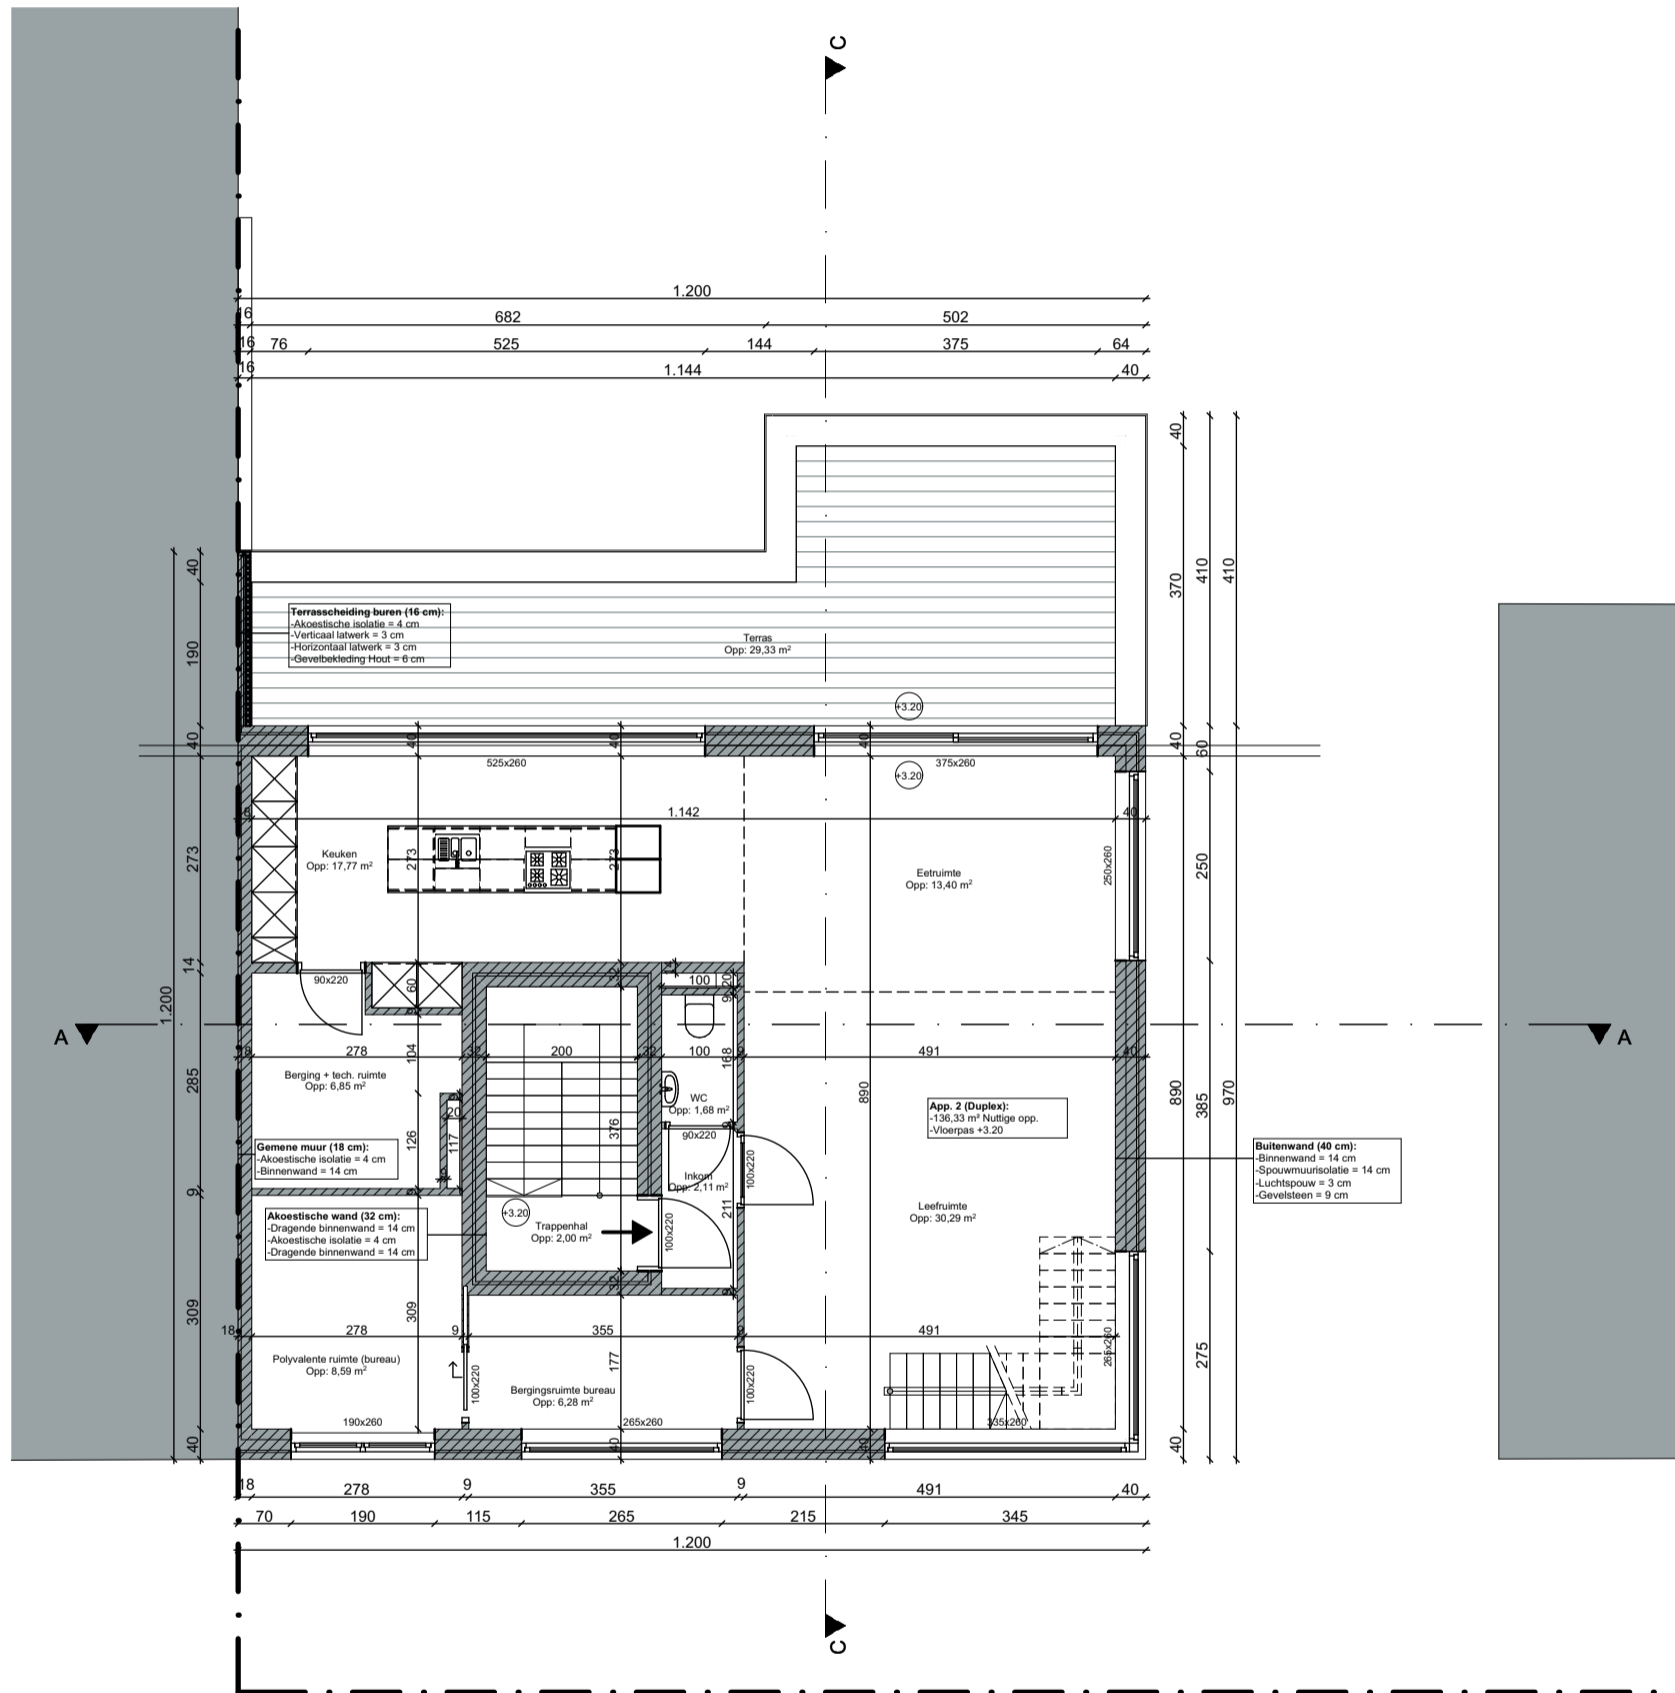 C
1.200
16
682
502
16
76
525
144
375
64
16
1.144
40
40
370
410
410
40
190
40
Terrasscheiding buren (16 cm):
-Akoestische isolatie = 4 cm
-Verticaal latwerk = 3 cm
-Horizontaal latwerk = 3 cm
-Gevelbekleding Hout = 6 cm
Terras
Opp: 29,33 m²
+3.20
40
40
40
40
60
525x260
+3.20
375x260
1.142
40
273
Keuken
Opp: 17,77 m²
273
273
Eetruimte
Opp: 13,40 m²
250x260
250
14
90x220
60
9
32
14
100
20
9
1.200
A
A
18
278
104
32
200
32
100
168
9
491
40
285
Berging + tech. ruimte
Opp: 6,85 m²
9
20
126
117
376
WC
Opp: 1,68 m²
9
90x220
890
App. 2 (Duplex):
-136,33 m² Nuttige opp.
-Vloerpas +3.20
890
385
970
Gemene muur (18 cm):
-Akoestische isolatie = 4 cm
-Binnenwand = 14 cm
Buitenwand (40 cm):
-Binnenwand = 14 cm
-Spouwmuurisolatie = 14 cm
-Luchtspouw = 3 cm
-Gevelsteen = 9 cm
Inkom
Opp: 2,11 m²
100x220
211
9
9
Akoestische wand (32 cm):
-Dragende binnenwand = 14 cm
-Akoestische isolatie = 4 cm
-Dragende binnenwand = 14 cm
+3.20
Trappenhal
Opp: 2,00 m²
100x220
Leefruimte
Opp: 30,29 m²
32
9
309
309
18
278
9
355
9
491
265x260
275
Polyvalente ruimte (bureau)
Opp: 8,59 m²
177
100x220
Bergingsruimte bureau
Opp: 6,28 m²
100x220
190x260
265x260
335x260
40
40
40
40
18
278
9
355
9
491
40
70
190
115
265
215
345
1.200
C